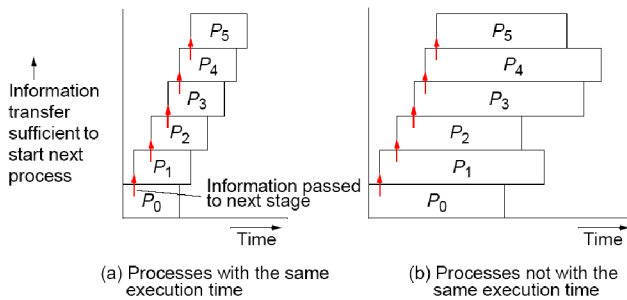 P5
P4
P3
P2
P1
P0
Information
transfer
sufficient to
start next
process
Information passed
to next stage
Time
(a) Processes with the same
execution time
P5
P4
P3
P2
P1
P0
Time
(b) Processes not with the
same execution time